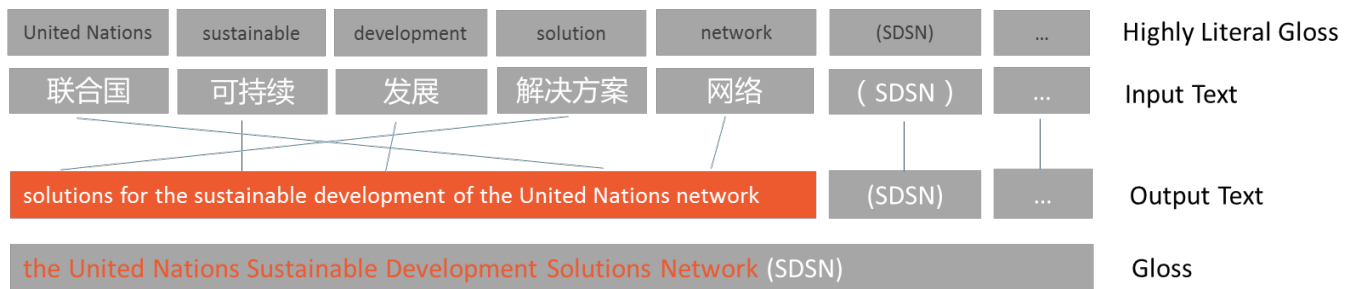 United Nations sustainable development solution network (SDSN) ... Highly Literal Gloss
联合国 可持续 发展 解决方案 网络 （SDSN） ... Input Text
solutions for the sustainable development of the United Nations network (SDSN) ... Output Text
the United Nations Sustainable Development Solutions Network (SDSN) Gloss